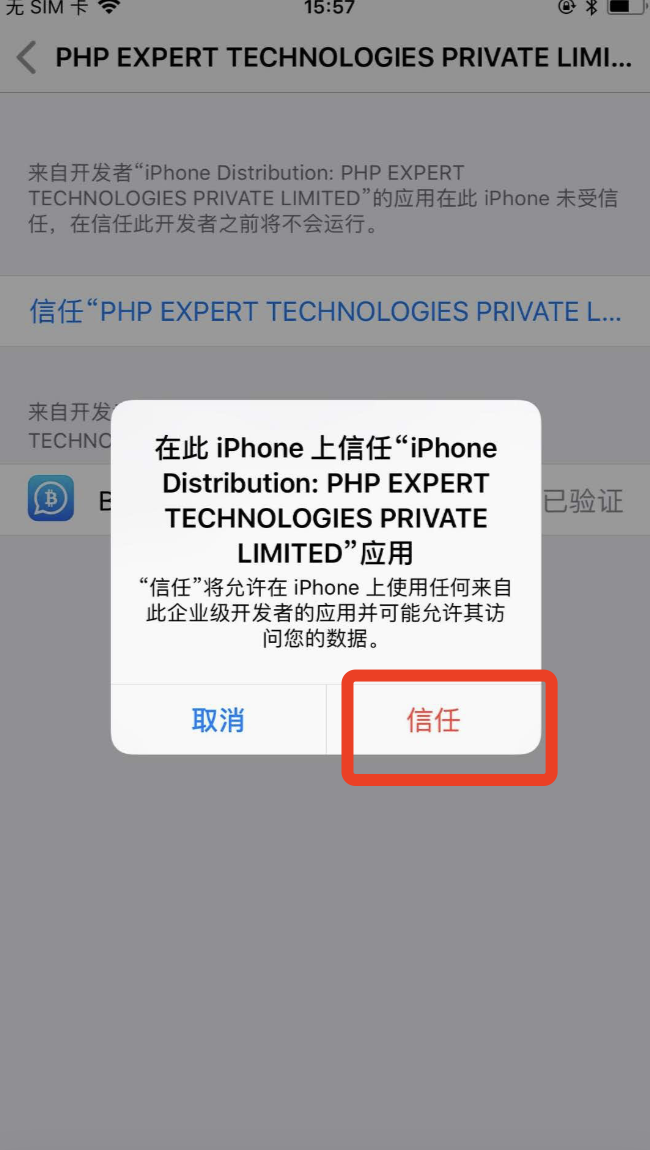 无 SIM 卡
15:57
PHP EXPERT TECHNOLOGIES PRIVATE LIMI...
来自开发者“iPhone Distribution: PHP EXPERT
TECHNOLOGIES PRIVATE LIMITED”的应用在此 iPhone 未受信
任，在信任此开发者之前将不会运行。
信任“PHP EXPERT TECHNOLOGIES PRIVATE L...
来自开发
TECHNO
在此 iPhone 上信任“iPhone
Distribution: PHP EXPERT
TECHNOLOGIES PRIVATE
LIMITED”应用
“信任”将允许在 iPhone 上使用任何来自
此企业级开发者的应用并可能允许其访
问您的数据。
已验证
取消
信任